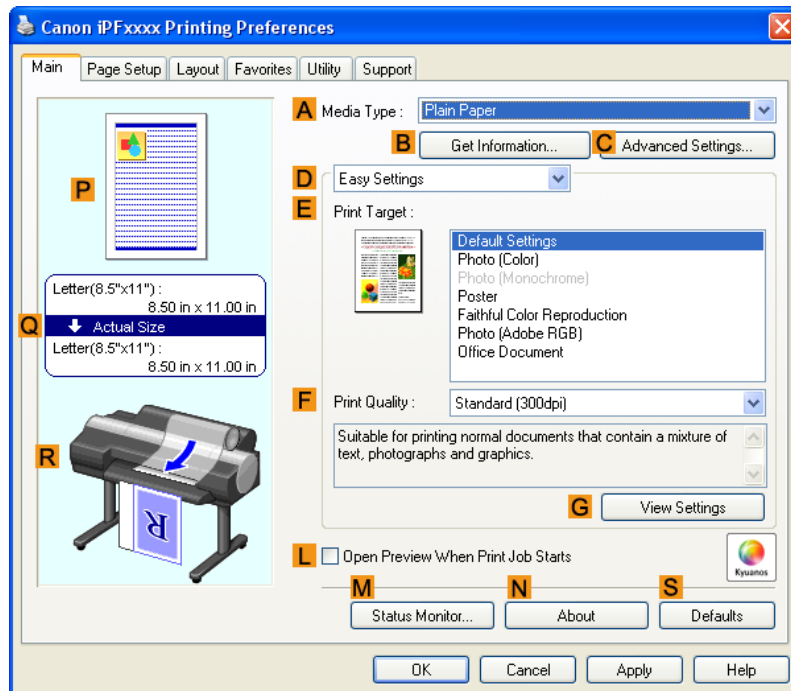 Canon iPFxxxx Printing Preferences
Main Page Setup Layout Favorites Utility Support
A Media Type : Plain Paper
B Get Information... C Advanced Settings...
D Easy Settings
E Print Target :
Default Settings
Photo (Color)
Photo (Monochrome)
Poster
Faithful Color Reproduction
Photo (Adobe RGB)
Office Document
F Print Quality : Standard (300dpi)
Suitable for printing normal documents that contain a mixture of
text, photographs and graphics.
G View Settings
L Open Preview When Print Job Starts
Kyuanos
M Status Monitor... N About S Defaults
P
Letter(8.5"x11") :
8.50 in x 11.00 in
Q Actual Size
Letter(8.5"x11") :
8.50 in x 11.00 in
R
R
OK Cancel Apply Help